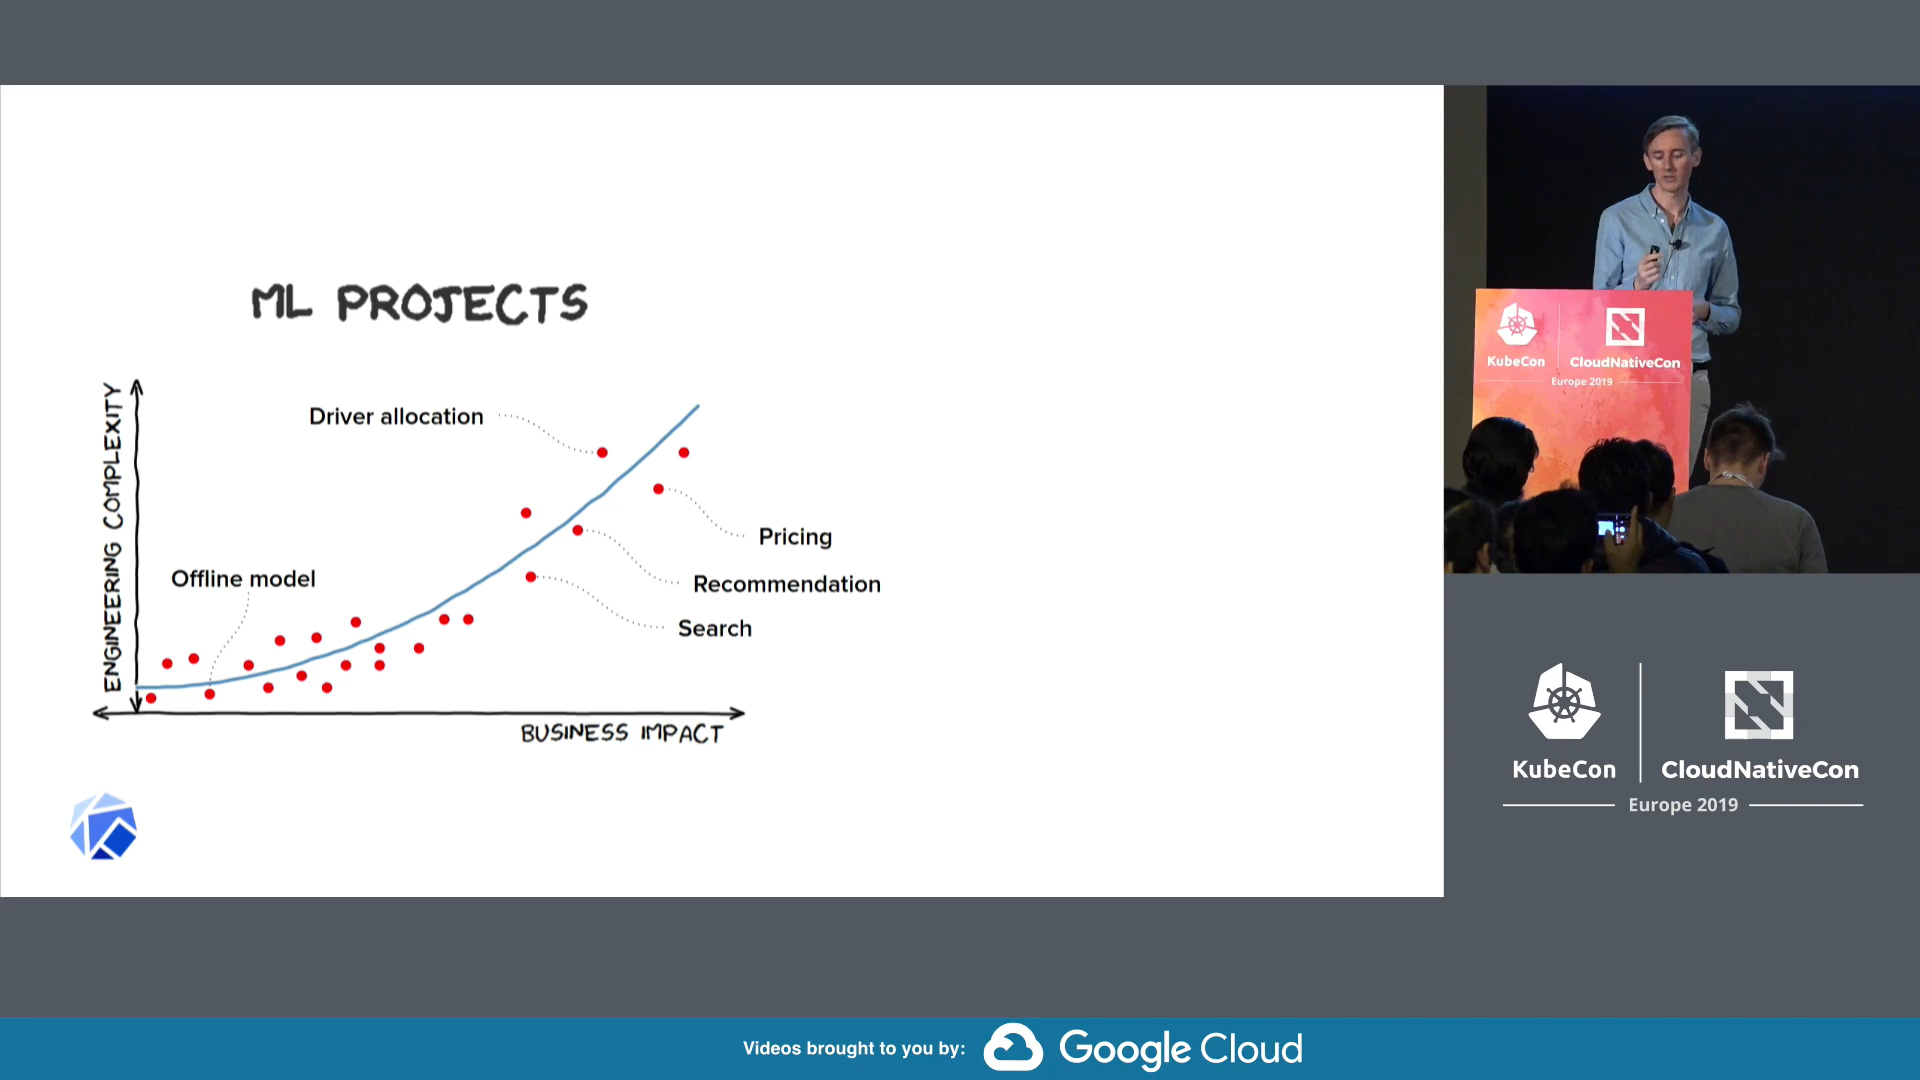 ML PROJECTS
ENGINEERING COMPLEXITY
Driver allocation
Pricing
Recommendation
Offline model
Search
BUSINESS IMPACT
KubeCon
CloudNativeCon
Europe 2019
KubeCon
CloudNativeCon
Europe 2019
Videos brought to you by:
Google Cloud